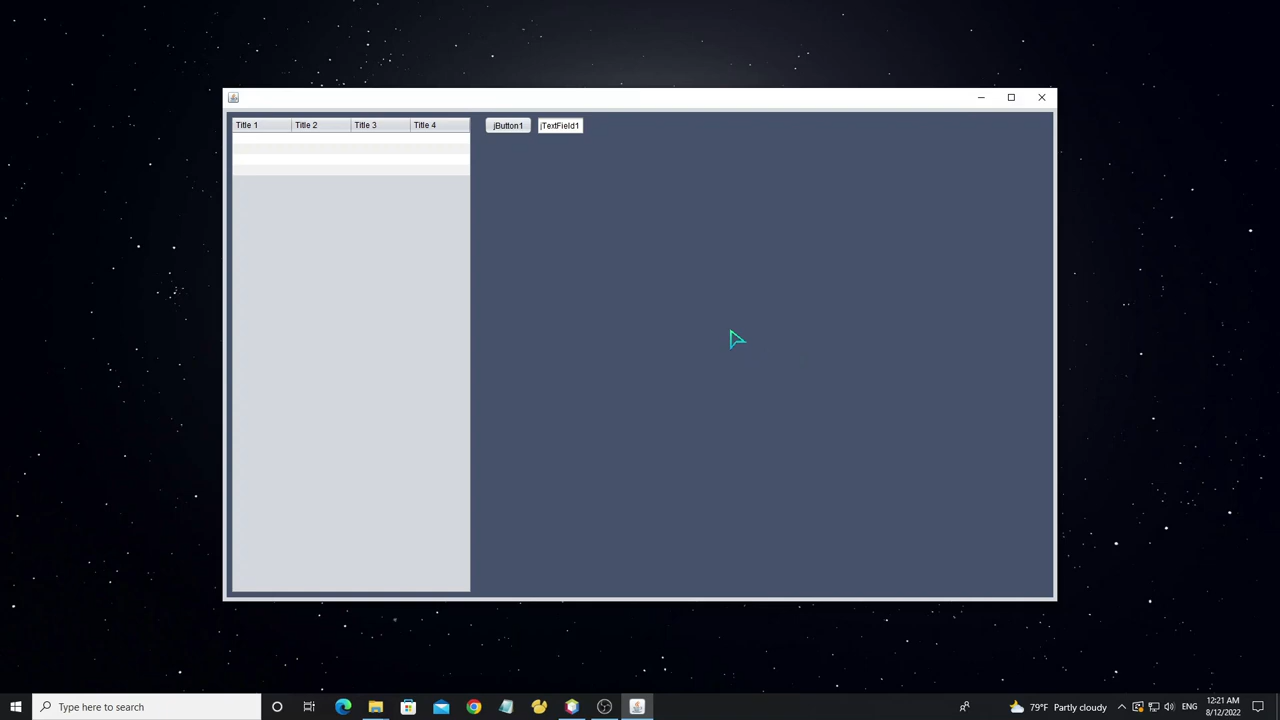 Title 1 Title 2 Title 3 Title 4 jButton1 jTextField1
Type here to search
79°F Partly cloudy
ENG
12:21 AM
8/12/2022